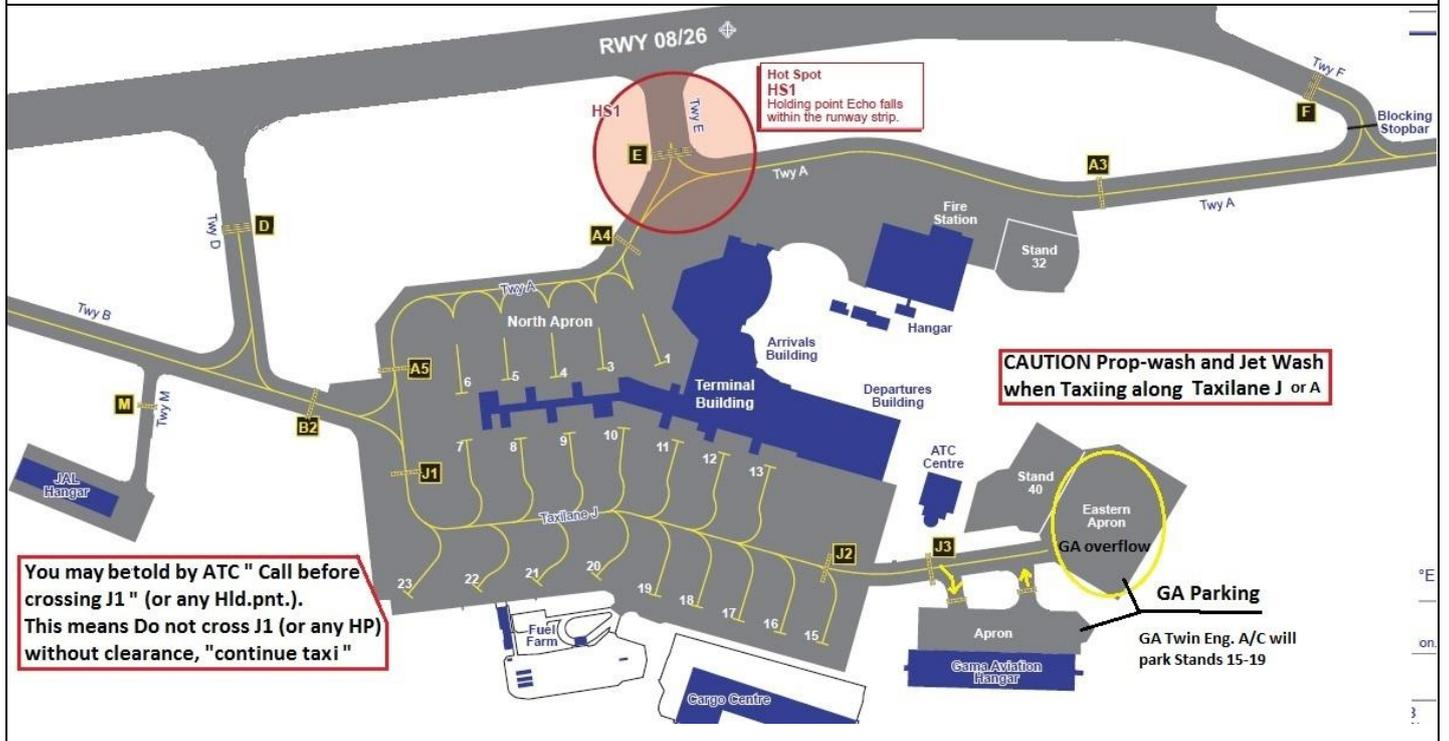 RWY 08/26
HS1
Hot Spot
HS1
Holding point Echo falls
within the runway strip.
Twy E
E
Twy F
F
Blocking
Stopbar
A3
Twy A
Twy A
Twy D
D
A4
Fire
Station
Stand
32
Twy B
Twy A
North Apron
Hangar
Arrivals
Building
CAUTION Prop-wash and Jet Wash
when Taxiing along Taxilane J or A
A5
6
5
4
3
1
Terminal
Building
Departures
Building
M
Twy M
B2
7
8
9
10
11
12
13
ATC
Centre
J1
JAL
Hangar
Stand
40
Eastern
Apron
GA overflow
Taxilane J
J2
J3
23
22
21
20
19
18
17
16
15
You may betold by ATC " Call before
crossing J1 " (or any Hld.pnt.).
This means Do not cross J1 (or any HP)
without clearance, "continue taxi "
Fuel
Farm
Cargo Centre
Apron
Gama Aviation
Hangar
GA Parking
GA Twin Eng. A/C will
park Stands 15-19
°E
on.
3